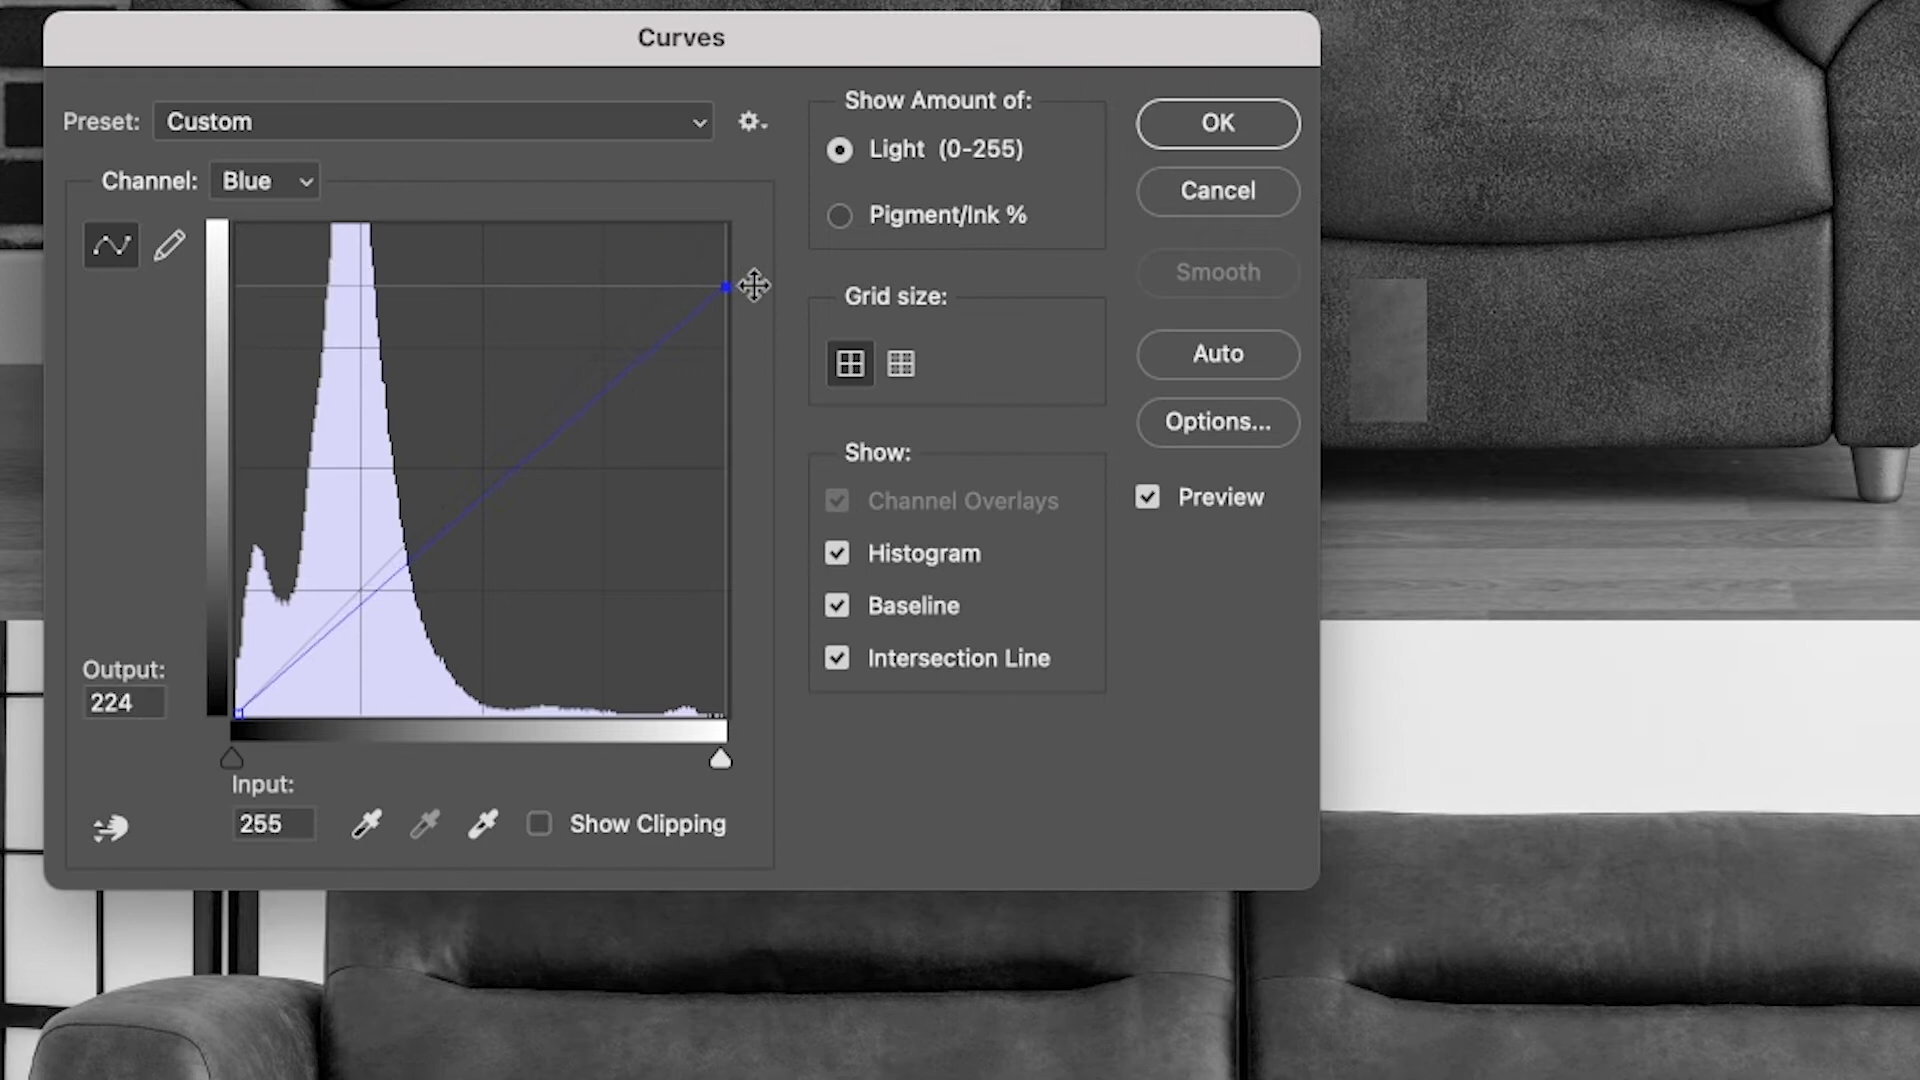 Curves
Preset: Custom
Channel: Blue
Output:
224
Input:
255
Show Clipping
Show Amount of:
Light (0-255)
Pigment/Ink %
Grid size:
Show:
Channel Overlays
Histogram
Baseline
Intersection Line
OK
Cancel
Smooth
Auto
Options...
Preview